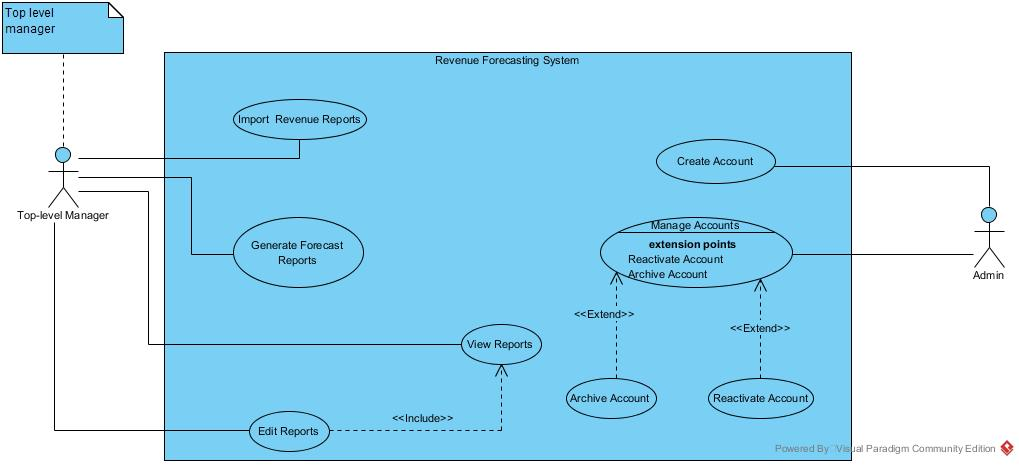 Top level
manager
Revenue Forecasting System
Import  Revenue Reports
Create Account
Top-level Manager
Manage Accounts
extension points
Reactivate Account
Archive Account
Generate Forecast
Reports
Admin
<<Extend>>
<<Extend>>
View Reports
Archive Account
Reactivate Account
<<Include>>
Edit Reports
Powered By Visual Paradigm Community Edition